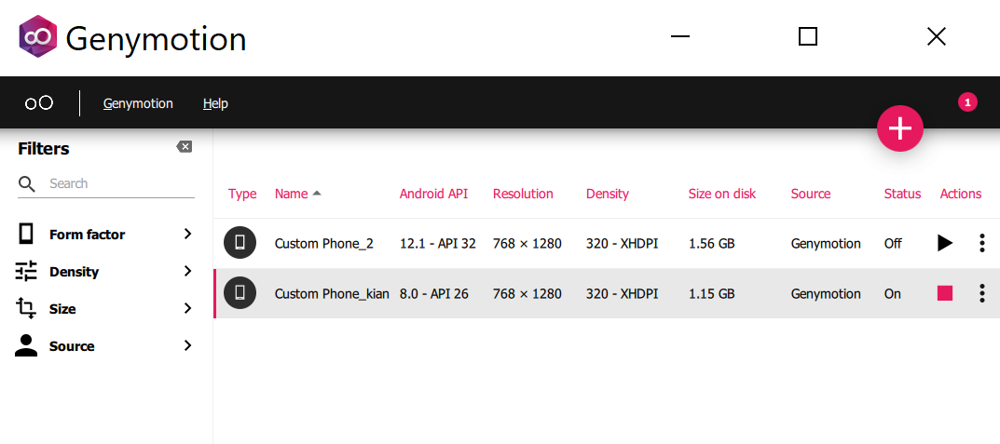 Genymotion
Genymotion Help 1
Filters
Search
Form factor
Density
Size
Source
Type Name Android API Resolution Density Size on disk Source Status Actions
Custom Phone_2 12.1 - API 32 768 × 1280 320 - XHDPI 1.56 GB Genymotion Off
Custom Phone_kian 8.0 - API 26 768 × 1280 320 - XHDPI 1.15 GB Genymotion On